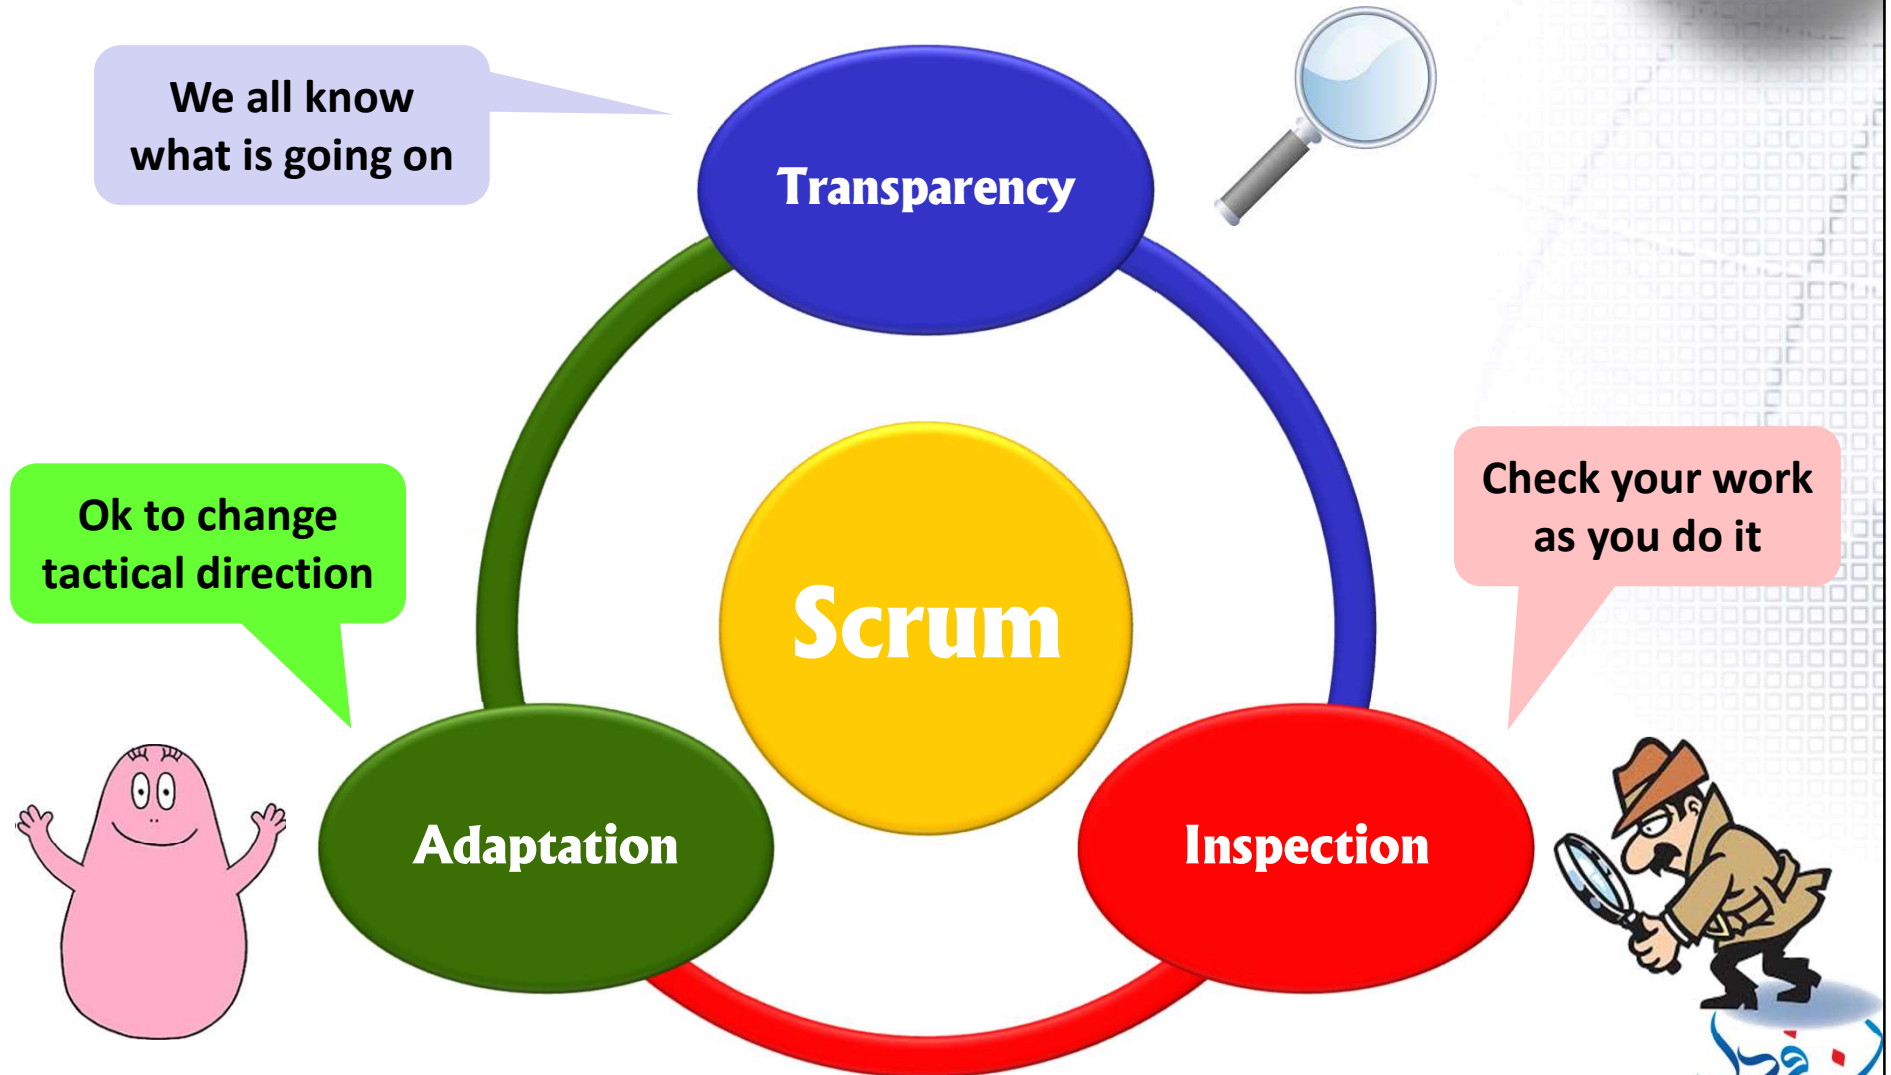 We all know
what is going on
Transparency
Ok to change
tactical direction
Check your work
as you do it
Scrum
Adaptation
Inspection